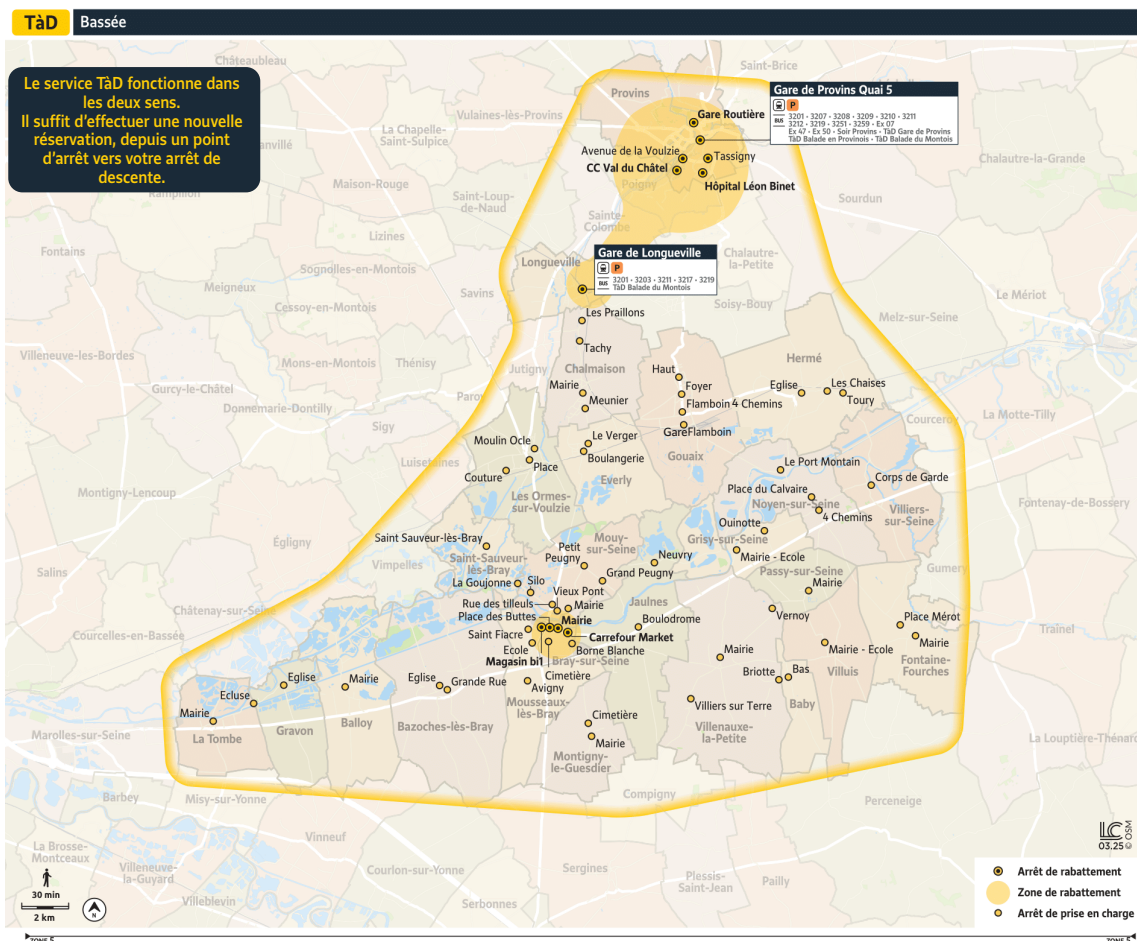 TàD Bassée
Le service TàD fonctionne dans
les deux sens.
Il suffit d'effectuer une nouvelle
réservation, depuis un point
d'arrêt vers votre arrêt de
descente.
Châteaubleau
Saint-Brice
Vulaines-lès-Provins
Provins
La Chapelle-
Saint-Sulpice
Maison-Rouge
Rampillon
Saint-Loup-
de-Naud
Lizines
Fontains
Sognolles-en-Montois
Meigneux
Savins
Cessoy-en-Montois
Villeneuve-les-Bordes
Mons-en-Montois
Thénisy
Jutigny
Gurcy-le-Châtel
Donnemarie-Dontilly
Paroy
Sigy
Luisetaines
Montigny-Lencoup
Égligny
Vimpelles
Salins
Châtenay-sur-Seine
Courcelles-en-Bassée
Marolles-sur-Seine
Gare de Provins Quai 5
P
BUS
3201 • 3207 • 3208 • 3209 • 3210 • 3211
3212 • 3219 • 3251 • 3259 • Ex 07
Ex 47 • Ex 50 • Soir Provins • TàD Gare de Provins
TàD Balade en Provinois • TàD Balade du Montois
Gare Routière
Avenue de la Voulzie
Tassigny
CC Val du Châtel
Poigny
Hôpital Léon Binet
Sainte-
Colombe
Chalautre-la-Grande
Sourdun
Longueville
Gare de Longueville
P
BUS
3201 • 3203 • 3211 • 3217 • 3219
TàD Balade du Montois
Chalautre-
la-Petite
Soisy-Bouy
Le Mériot
Melz-sur-Seine
Les Praillons
Tachy
Chalmaison
Mairie
Meunier
Haut
Foyer
Flamboin 4 Chemins
Gare Flamboin
Gouaix
Hermé
Eglise
Les Chaises
Toury
Courceroy
La Motte-Tilly
Moulin Ocle
Place
Couture
Les Ormes-
sur-Voulzie
Le Verger
Boulangerie
Everly
Le Port Montain
Place du Calvaire
Noyen-sur-Seine
4 Chemins
Corps de Garde
Villiers-
sur-Seine
Fontenay-de-Bossery
Saint Sauveur-lès-Bray
Saint-Sauveur-
lès-Bray
Petit
Peugny
Mouy-
sur-Seine
Neuvry
Grand Peugny
Ouinotte
Grisy-sur-Seine
Mairie - Ecole
Passy-sur-Seine
Mairie
Gumery
La Goujonne
Silo
Vieux Pont
Rue des tilleuls
Mairie
Place des Buttes
Mairie
Jaulnes
Boulodrome
Saint Fiacre
Carrefour Market
Ecole
Borne Blanche
Magasin bi1
Bray-sur-Seine
Cimetière
Vernoy
Place Mérot
Mairie
Fontaine-
Fourches
Traînel
Mairie - Ecole
Villuis
Mairie
Briotte
Bas
Baby
Villiers sur Terre
Villenauxe-
la-Petite
Avigny
Mousseaux-
lès-Bray
Cimetière
Mairie
Montigny-
le-Guesdier
Eglise
Grande Rue
Bazoches-lès-Bray
Mairie
Balloy
Eglise
Gravon
Ecluse
Mairie
La Tombe
La Louptière-Thénard
Compigny
Perceneige
Barbey
Misy-sur-Yonne
Vinneuf
La Brosse-
Montceaux
Villeneuve-
la-Guyard
Courlon-sur-Yonne
Sergines
Plessis-
Saint-Jean
Pailly
Villeblevin
Serbonnes
30 min
2 km
N
LC
03.25 © OSM
Arrêt de rabattement
Zone de rabattement
Arrêt de prise en charge
ZONE 5
ZONE 5